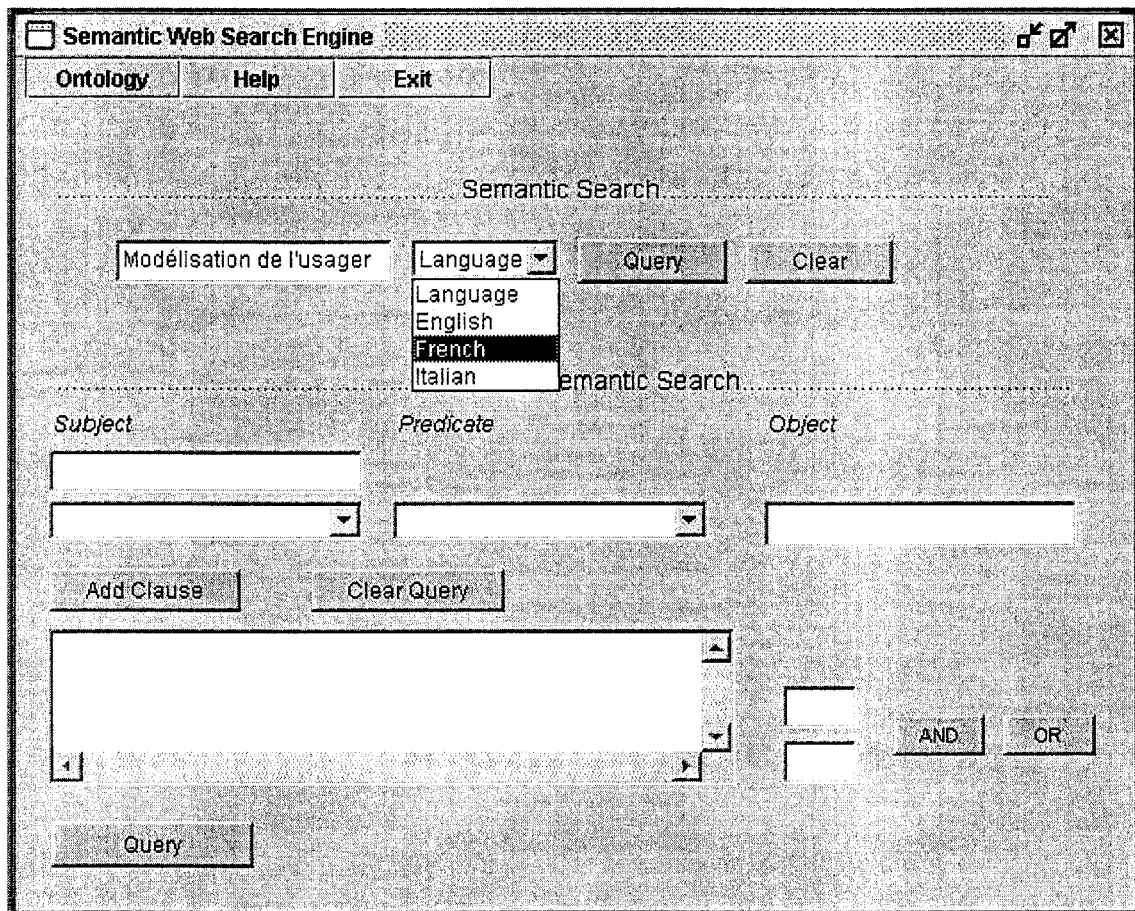 Semantic Web Search Engine
Ontology Help Exit
Semantic Search
Modélisation de l'usager Language Query Clear
Language
English
French
Italian
emantic Search
Subject Predicate Object
Add Clause Clear Query
AND OR
Query